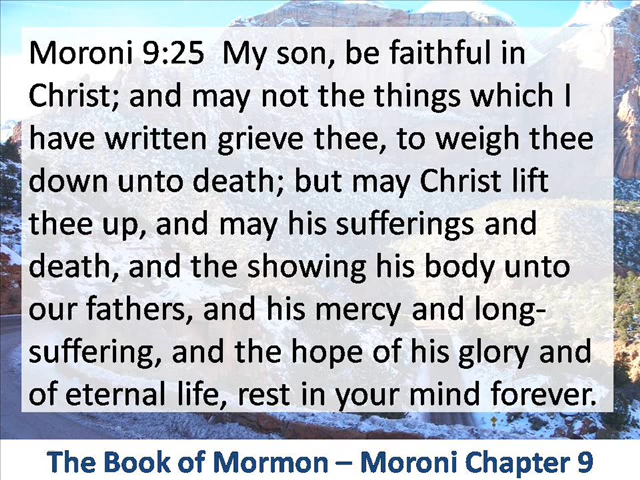 Moroni 9:25  My son, be faithful in
Christ; and may not the things which I
have written grieve thee, to weigh thee
down unto death; but may Christ lift
thee up, and may his sufferings and
death, and the showing his body unto
our fathers, and his mercy and long-
suffering, and the hope of his glory and
of eternal life, rest in your mind forever.
The Book of Mormon – Moroni Chapter 9